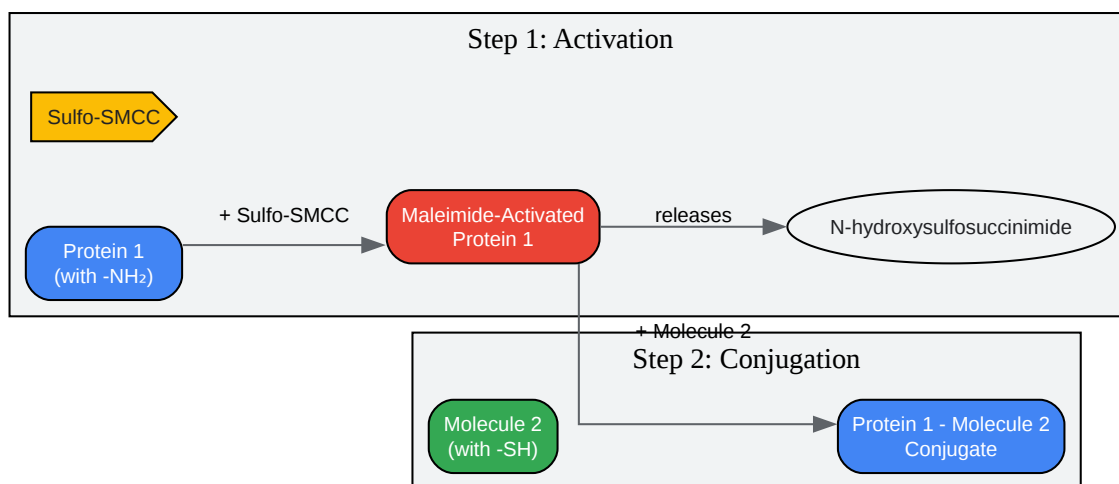 Step 1: Activation
Sulfo-SMCC
Protein 1
(with -NH₂)
+ Sulfo-SMCC
Maleimide-Activated
Protein 1
releases
N-hydroxysulfosuccinimide
+ Molecule 2
Step 2: Conjugation
Molecule 2
(with -SH)
Protein 1 - Molecule 2
Conjugate